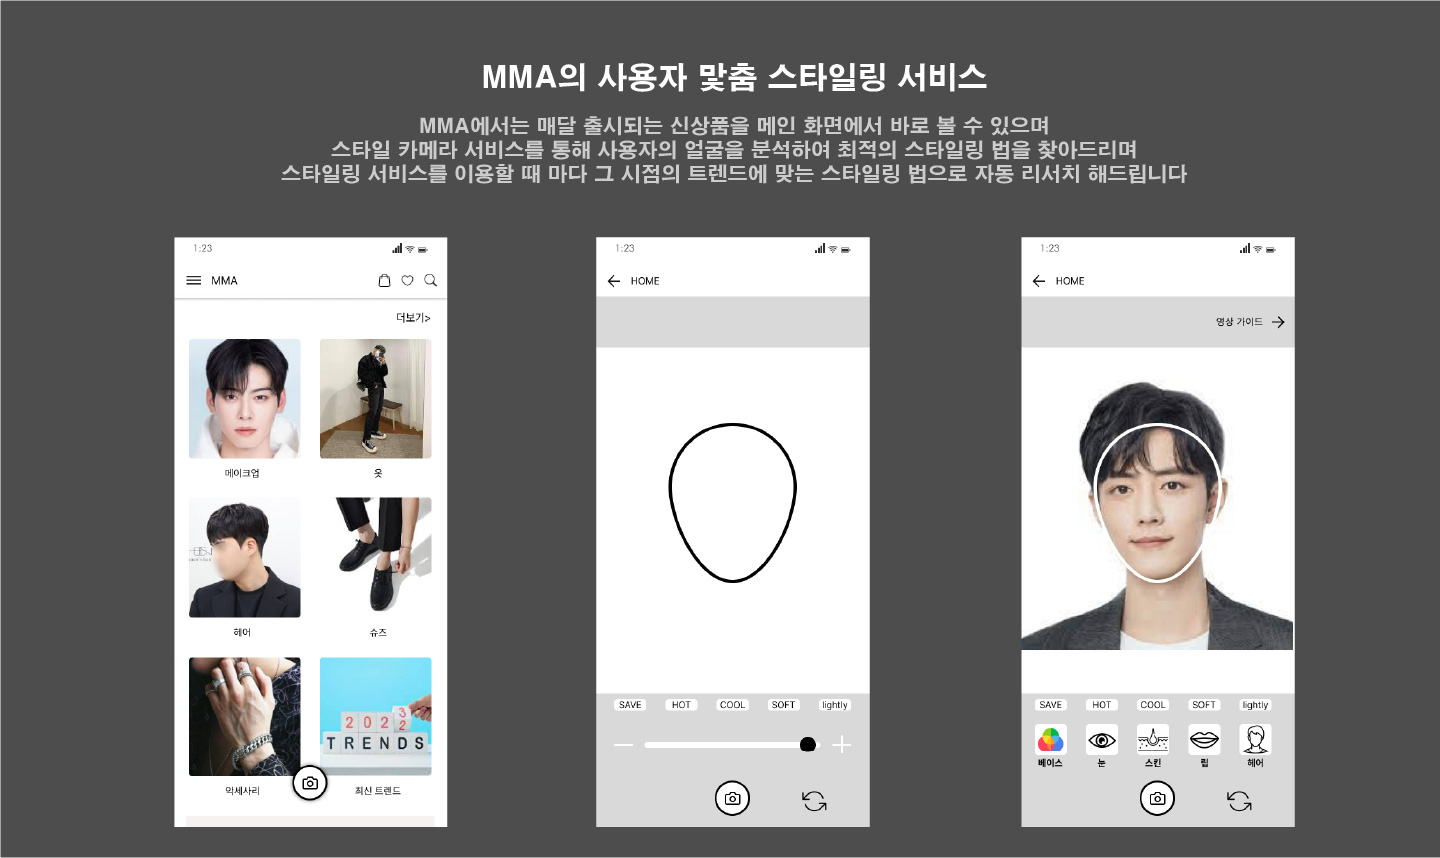 MMA의 사용자 맟춤 스타일링 서비스
MMA에서는 매달 출시되는 신상품을 메인 화면에서 바로 볼 수 있으며
스타일 카메라 서비스를 통해 사용자의 얼굴을 분석하여 최적의 스타일링 법을 찾아드리며
스타일링 서비스를 이용할 때 마다 그 시점의 트렌드에 맞는 스타일링 법으로 자동 리서치 해드립니다
1:23
MMA
더보기>
메이크업
옷
헤어
슈즈
2023
2
TRENDS
악세사리
최신 트렌드
1:23
HOME
SAVE HOT COOL SOFT lightly
1:23
HOME
영상 가이드
SAVE HOT COOL SOFT lightly
베이스 눈 스킨 립 헤어